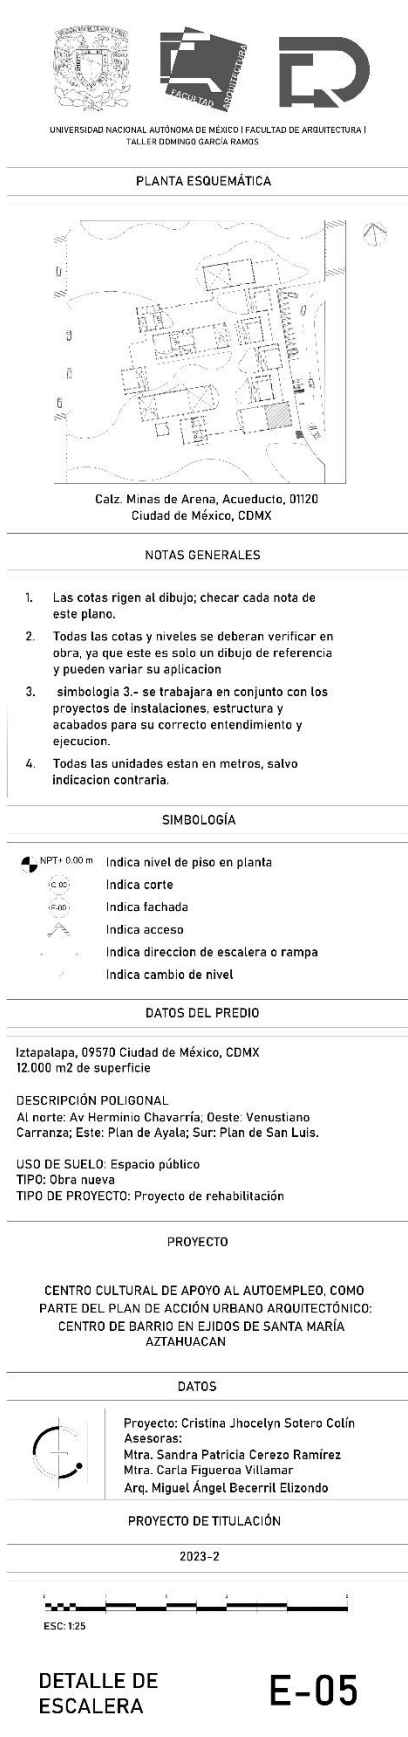 FACULTAD
ARQUITECTURA
UNIVERSIDAD NACIONAL AUTÓNOMA DE MÉXICO | FACULTAD DE ARQUITECTURA |
TALLER DOMINGO GARCÍA RAMOS
PLANTA ESQUEMÁTICA
Calz. Minas de Arena, Acueducto, 01120
Ciudad de México, CDMX
NOTAS GENERALES
1. Las cotas rigen al dibujo; checar cada nota de
este plano.
2. Todas las cotas y niveles se deberan verificar en
obra, ya que este es solo un dibujo de referencia
y pueden variar su aplicacion
3. simbologia 3.- se trabajara en conjunto con los
proyectos de instalaciones, estructura y
acabados para su correcto entendimiento y
ejecucion.
4. Todas las unidades estan en metros, salvo
indicacion contraria.
SIMBOLOGÍA
NPT+ 0.00 m Indica nivel de piso en planta
C-00 Indica corte
F-00 Indica fachada
Indica acceso
Indica direccion de escalera o rampa
Indica cambio de nivel
DATOS DEL PREDIO
Iztapalapa, 09570 Ciudad de México, CDMX
12.000 m2 de superficie
DESCRIPCIÓN POLIGONAL
Al norte: Av Herminio Chavarría; Oeste: Venustiano
Carranza; Este: Plan de Ayala; Sur: Plan de San Luis.
USO DE SUELO: Espacio público
TIPO: Obra nueva
TIPO DE PROYECTO: Proyecto de rehabilitación
PROYECTO
CENTRO CULTURAL DE APOYO AL AUTOEMPLEO, COMO
PARTE DEL PLAN DE ACCIÓN URBANO ARQUITECTÓNICO:
CENTRO DE BARRIO EN EJIDOS DE SANTA MARÍA
AZTAHUACAN
DATOS
Proyecto: Cristina Jhocelyn Sotero Colín
Asesoras:
Mtra. Sandra Patricia Cerezo Ramírez
Mtra. Carla Figueroa Villamar
Arq. Miguel Ángel Becerril Elizondo
PROYECTO DE TITULACIÓN
2023-2
ESC: 1:25
DETALLE DE
ESCALERA
E-05